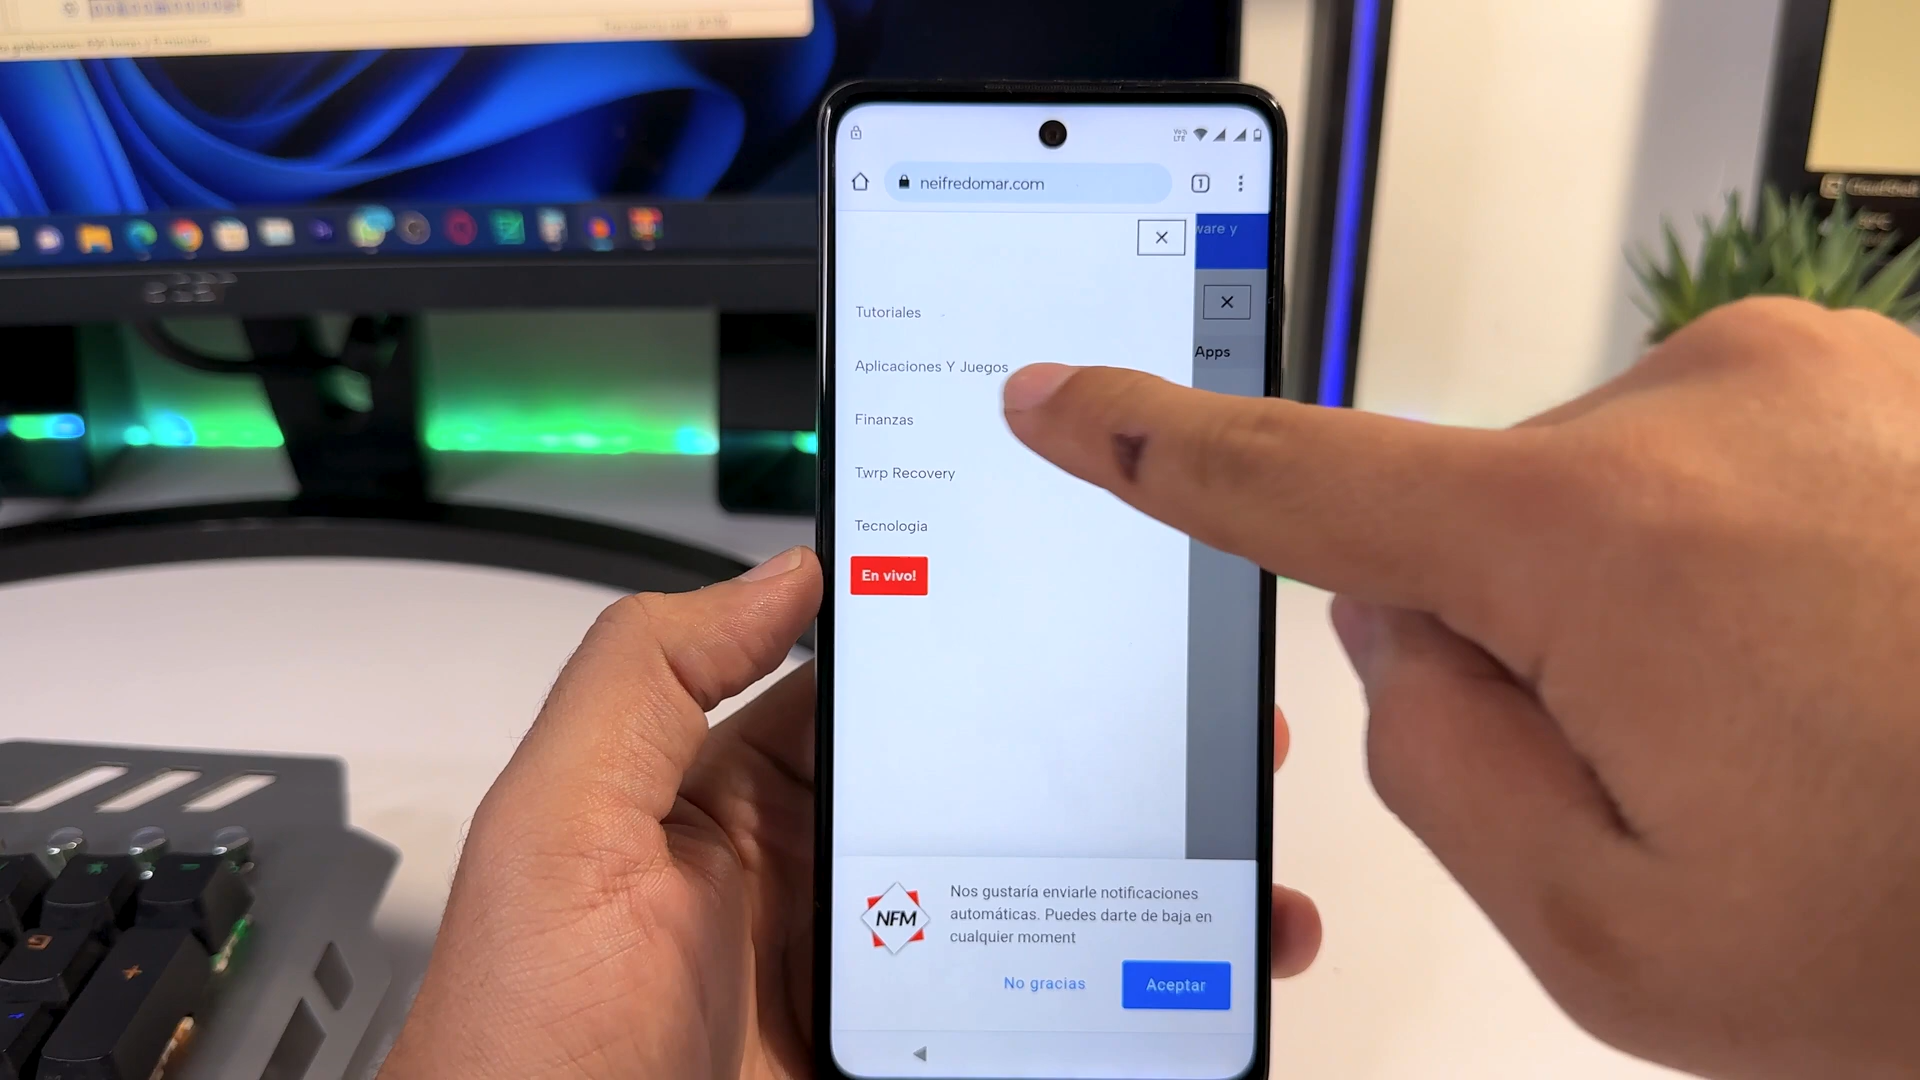 neifredomar.com
1
ware y
Tutoriales
Apps
Aplicaciones Y Juegos
Finanzas
Twrp Recovery
Tecnologia
En vivo!
NFM
Nos gustaría enviarle notificaciones
automáticas. Puedes darte de baja en
cualquier moment
No gracias
Aceptar